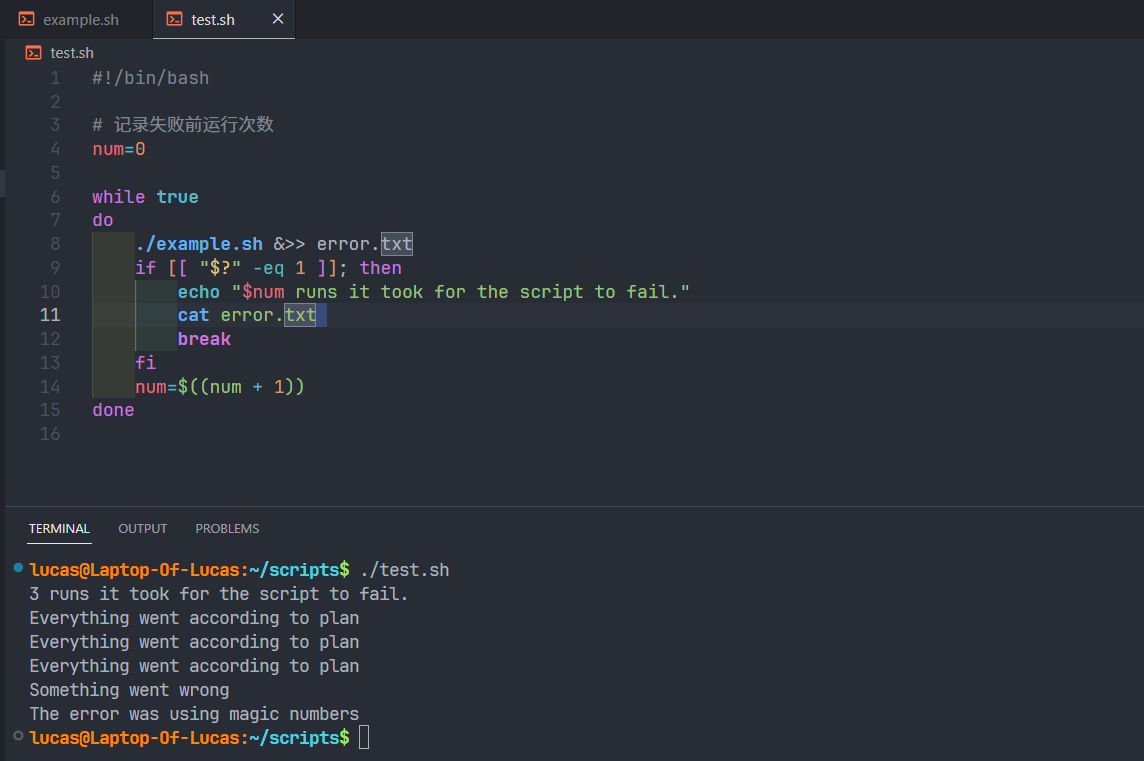 example.sh
test.sh
test.sh
1 #!/bin/bash
2
3 # 记录失败前运行次数
4 num=0
5
6 while true
7 do
8 ./example.sh &>> error.txt
9 if [[ "$?" -eq 1 ]]; then
10 echo "$num runs it took for the script to fail."
11 cat error.txt
12 break
13 fi
14 num=$((num + 1))
15 done
16
TERMINAL OUTPUT PROBLEMS
lucas@Laptop-Of-Lucas:~/scripts$ ./test.sh
3 runs it took for the script to fail.
Everything went according to plan
Everything went according to plan
Everything went according to plan
Something went wrong
The error was using magic numbers
lucas@Laptop-Of-Lucas:~/scripts$